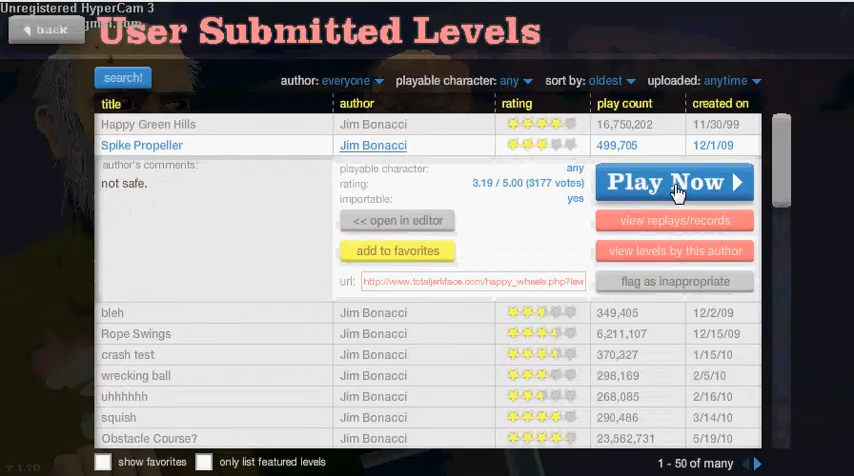 Unregistered HyperCam 3
back
User Submitted Levels
search!
author: everyone playable character: any sort by: oldest uploaded: anytime
title author rating play count created on
Happy Green Hills Jim Bonacci 16,750,202 11/30/99
Spike Propeller Jim Bonacci 499,705 12/1/09
author's comments:
not safe.
playable character: any
rating: 3.19 / 5.00 (3177 votes)
importable: yes
Play Now
<< open in editor
view replays/records
add to favorites
view levels by this author
url: http://www.totaljerkface.com/happy_wheels.php?lev
flag as inappropriate
bleh Jim Bonacci 349,405 12/2/09
Rope Swings Jim Bonacci 6,211,107 12/15/09
crash test Jim Bonacci 370,327 1/15/10
wrecking ball Jim Bonacci 298,169 2/5/10
uhhhhhh Jim Bonacci 268,085 2/16/10
squish Jim Bonacci 290,486 3/14/10
Obstacle Course? Jim Bonacci 23,562,731 5/19/10
show favorites only list featured levels 1 - 50 of many
v 1.70